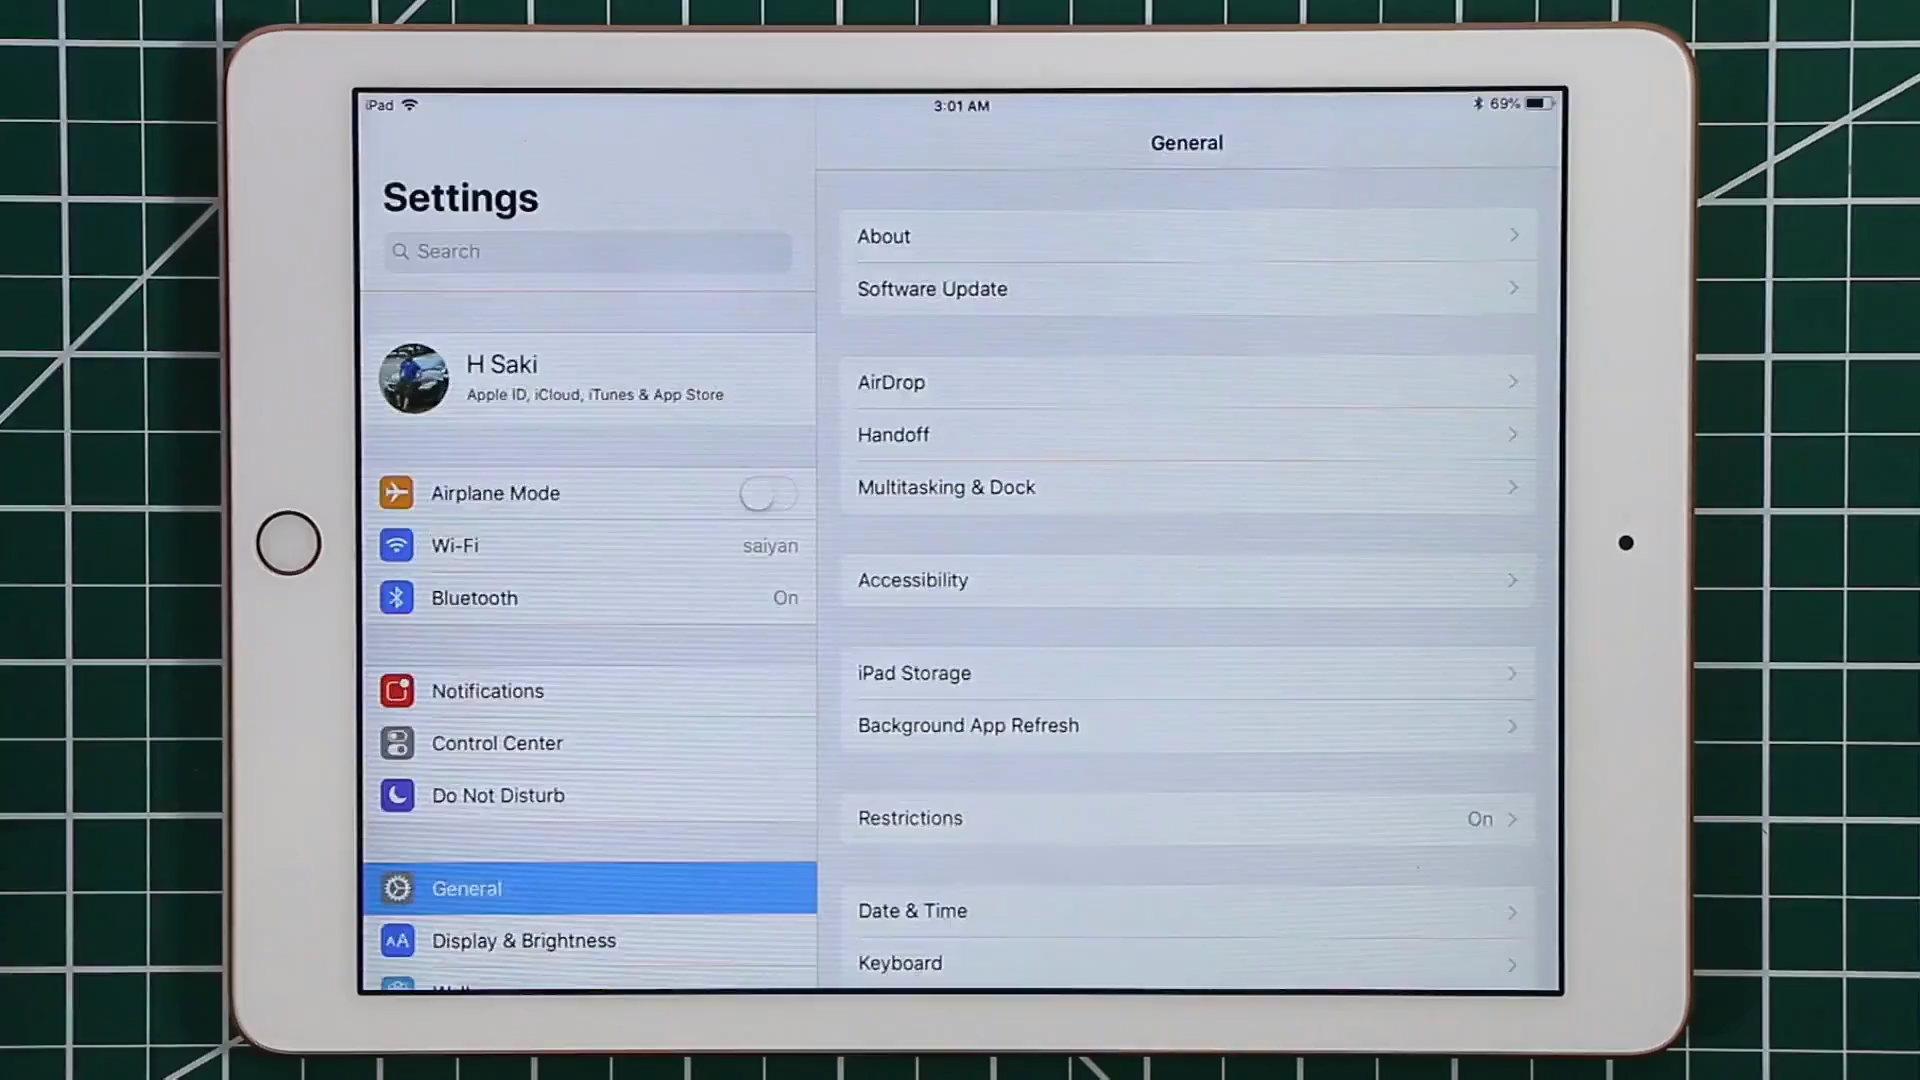 iPad
3:01 AM
69%
Settings
Search
H Saki
Apple ID, iCloud, iTunes & App Store
Airplane Mode
Wi-Fi saiyan
Bluetooth On
Notifications
Control Center
Do Not Disturb
General
AA Display & Brightness
General
About
Software Update
AirDrop
Handoff
Multitasking & Dock
Accessibility
iPad Storage
Background App Refresh
Restrictions On
Date & Time
Keyboard